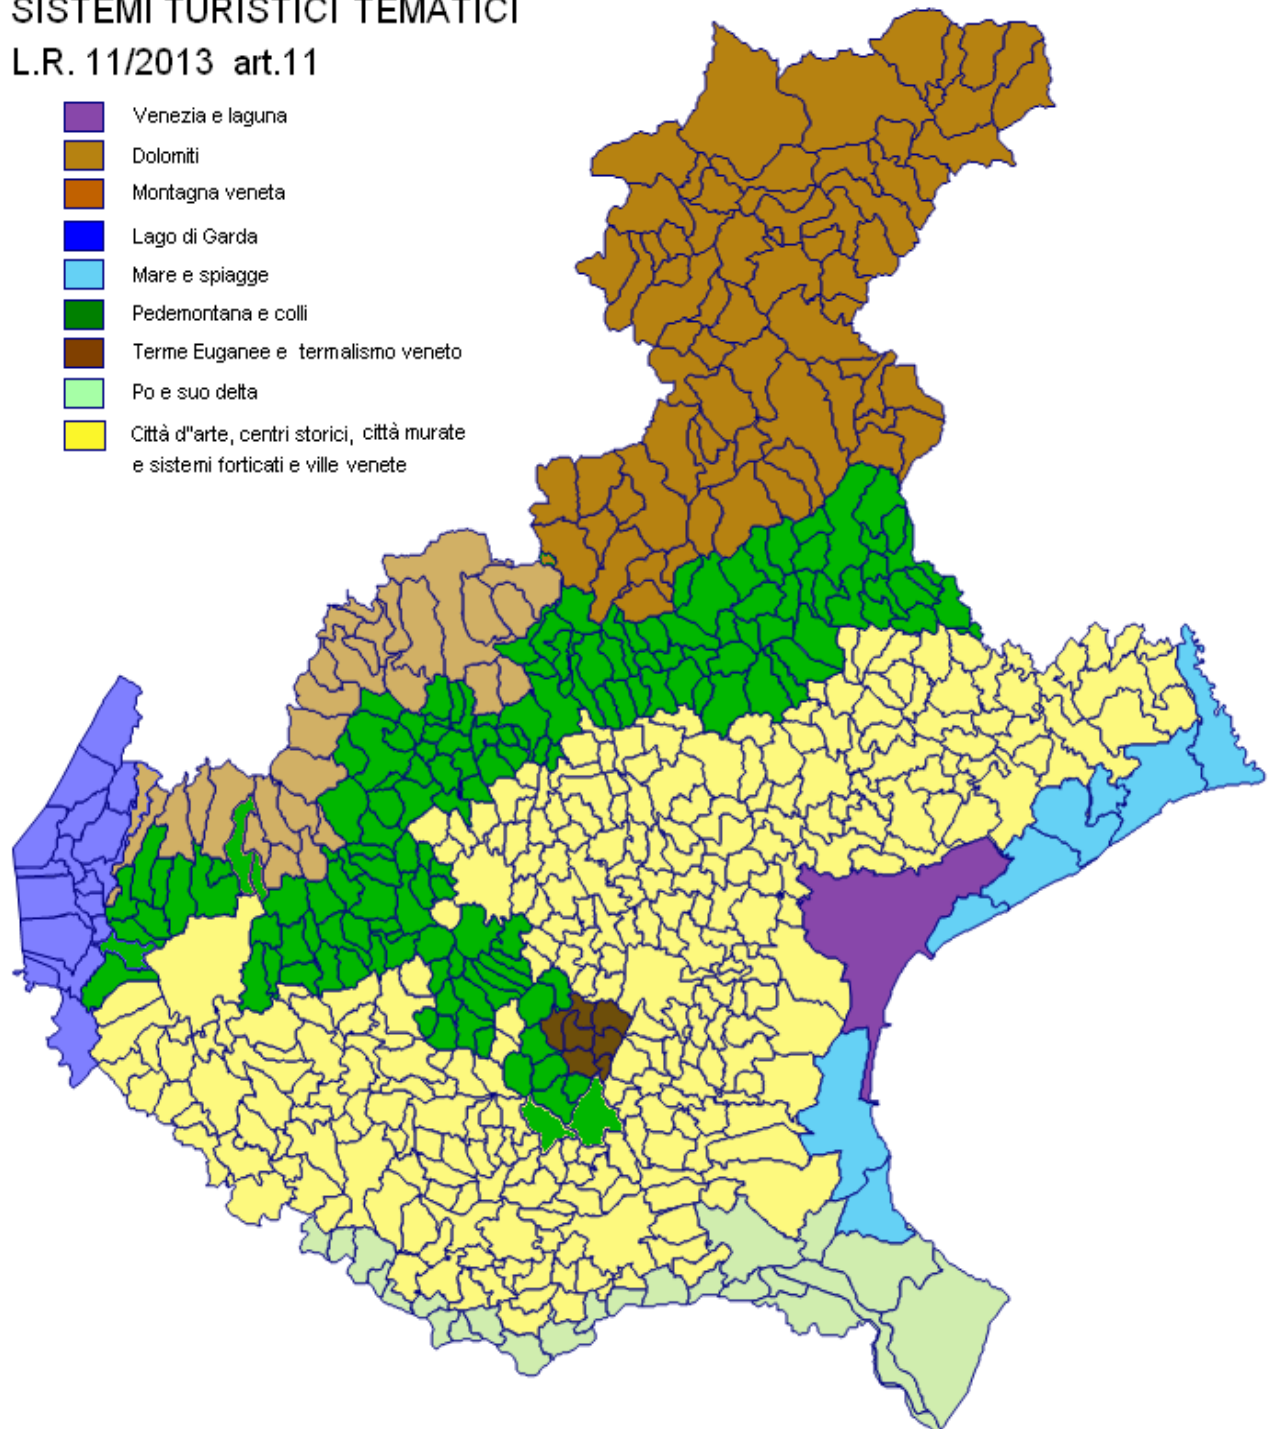 SISTEMI TURISTICI TEMATICI
L.R. 11/2013 art.11
Venezia e laguna
Dolomiti
Montagna veneta
Lago di Garda
Mare e spiagge
Pedemontana e colli
Terme Euganee e termalismo veneto
Po e suo delta
Città d"arte, centri storici, città murate
e sistemi forticati e ville venete